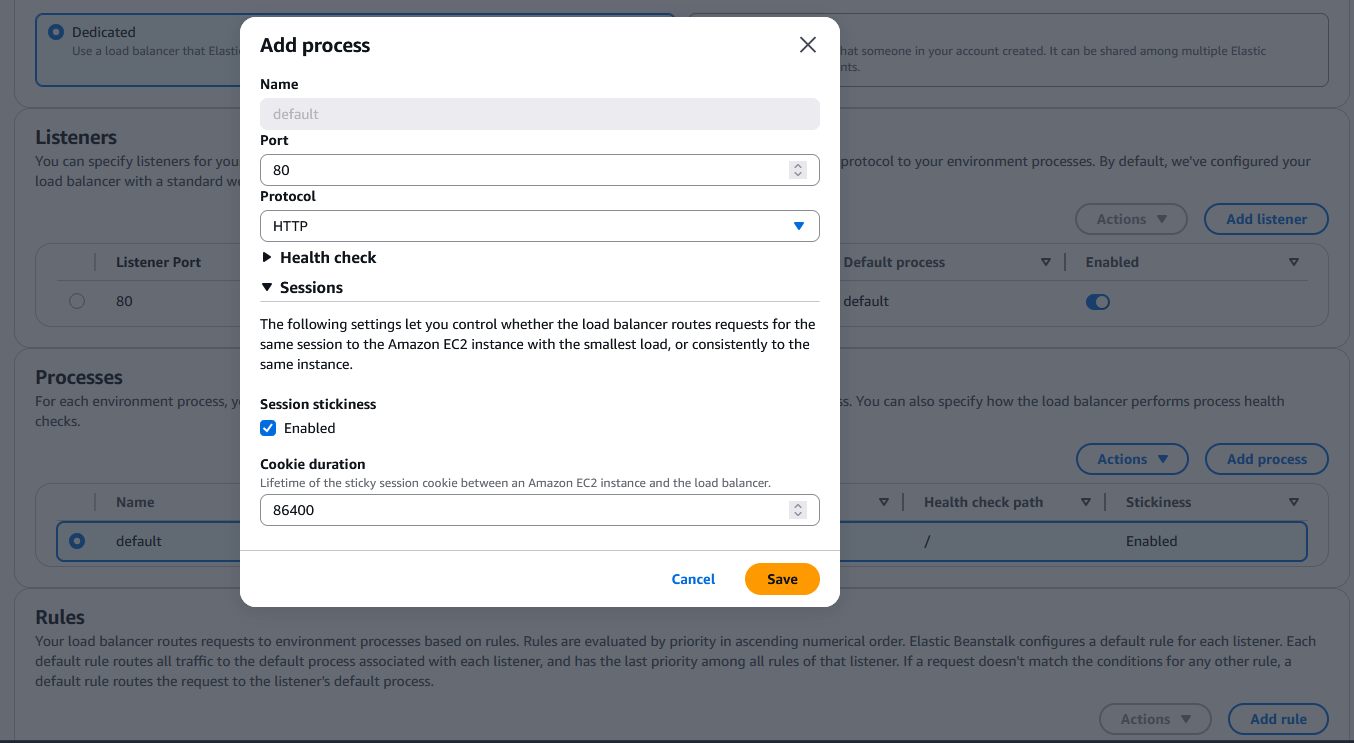 Dedicated
Use a load balancer that Elasti
hat someone in your account created. It can be shared among multiple Elastic
nts.
Add process
Name
default
Port
80
Protocol
HTTP
Health check
Sessions
The following settings let you control whether the load balancer routes requests for the
same session to the Amazon EC2 instance with the smallest load, or consistently to the
same instance.
Session stickiness
Enabled
Cookie duration
Lifetime of the sticky session cookie between an Amazon EC2 instance and the load balancer.
86400
Cancel
Save
Listeners
You can specify listeners for you
protocol to your environment processes. By default, we've configured your
load balancer with a standard w
Actions
Add listener
Listener Port
Default process
Enabled
80
default
Processes
For each environment process, y
ss. You can also specify how the load balancer performs process health
checks.
Actions
Add process
Name
Health check path
Stickiness
default
/
Enabled
Rules
Your load balancer routes requests to environment processes based on rules. Rules are evaluated by priority in ascending numerical order. Elastic Beanstalk configures a default rule for each listener. Each
default rule routes all traffic to the default process associated with each listener, and has the last priority among all rules of that listener. If a request doesn't match the conditions for any other rule, a
default rule routes the request to the listener's default process.
Actions
Add rule